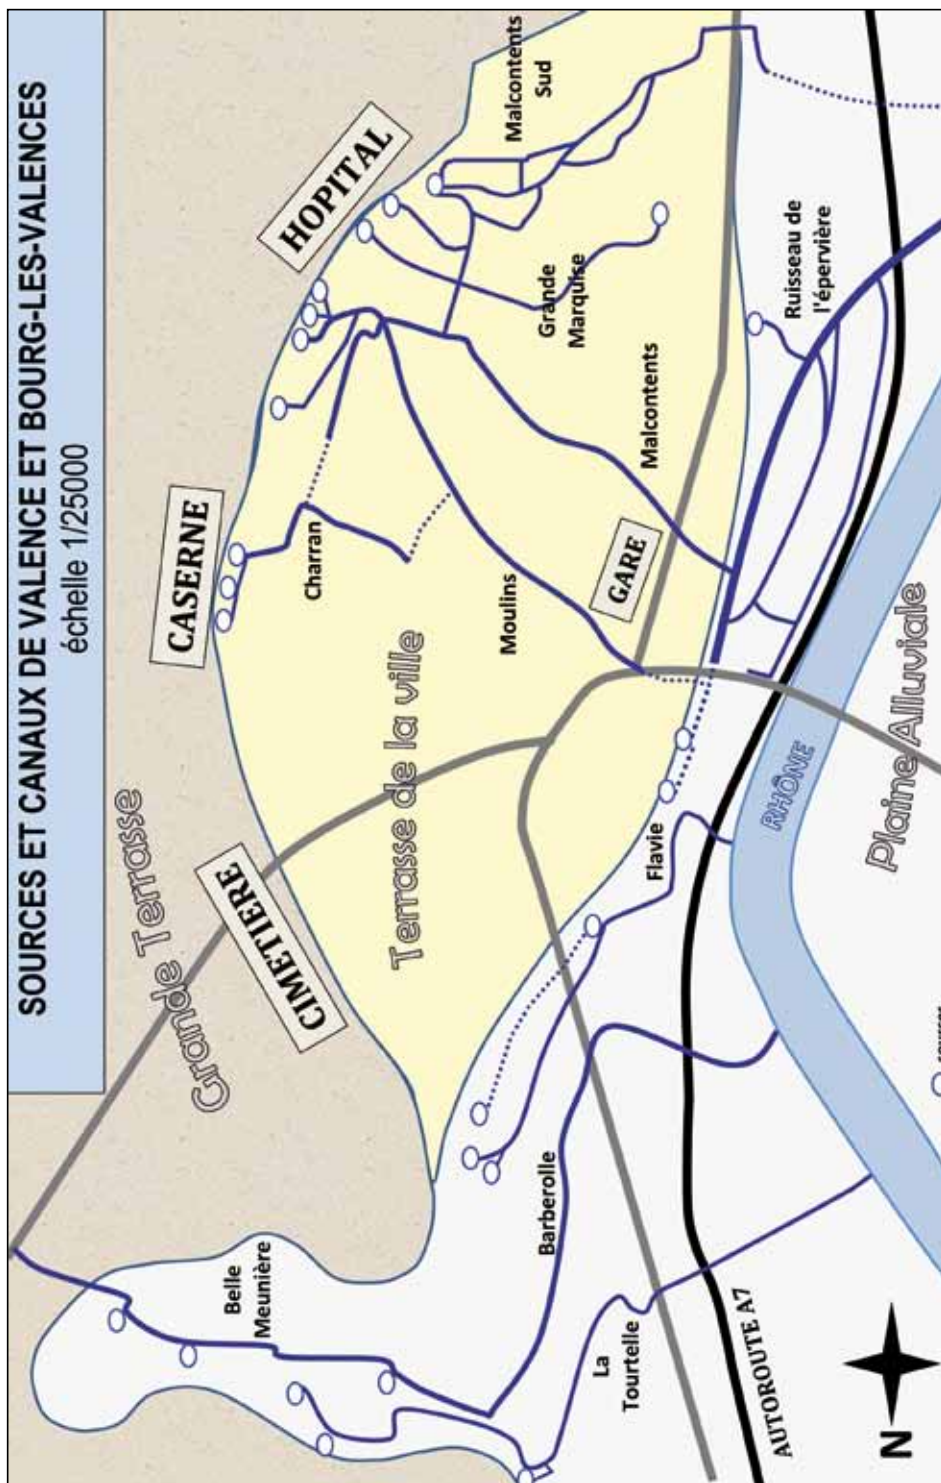 SOURCES ET CANAUX DE VALENCE ET BOURG-LES-VALENCES
échelle 1/25000
Grande Terrasse
CIMETIERE
CASERNE
HOPITAL
Belle
Meunière
Terrasse de la ville
Charran
Malcontents
Sud
Barberolle
Flavie
Moulins
Grande
Marquise
La
Tourtelle
GARE
Malcontents
Ruisseau de
l'épervière
AUTOROUTE A7
RHÔNE
Plaine Alluviale
N